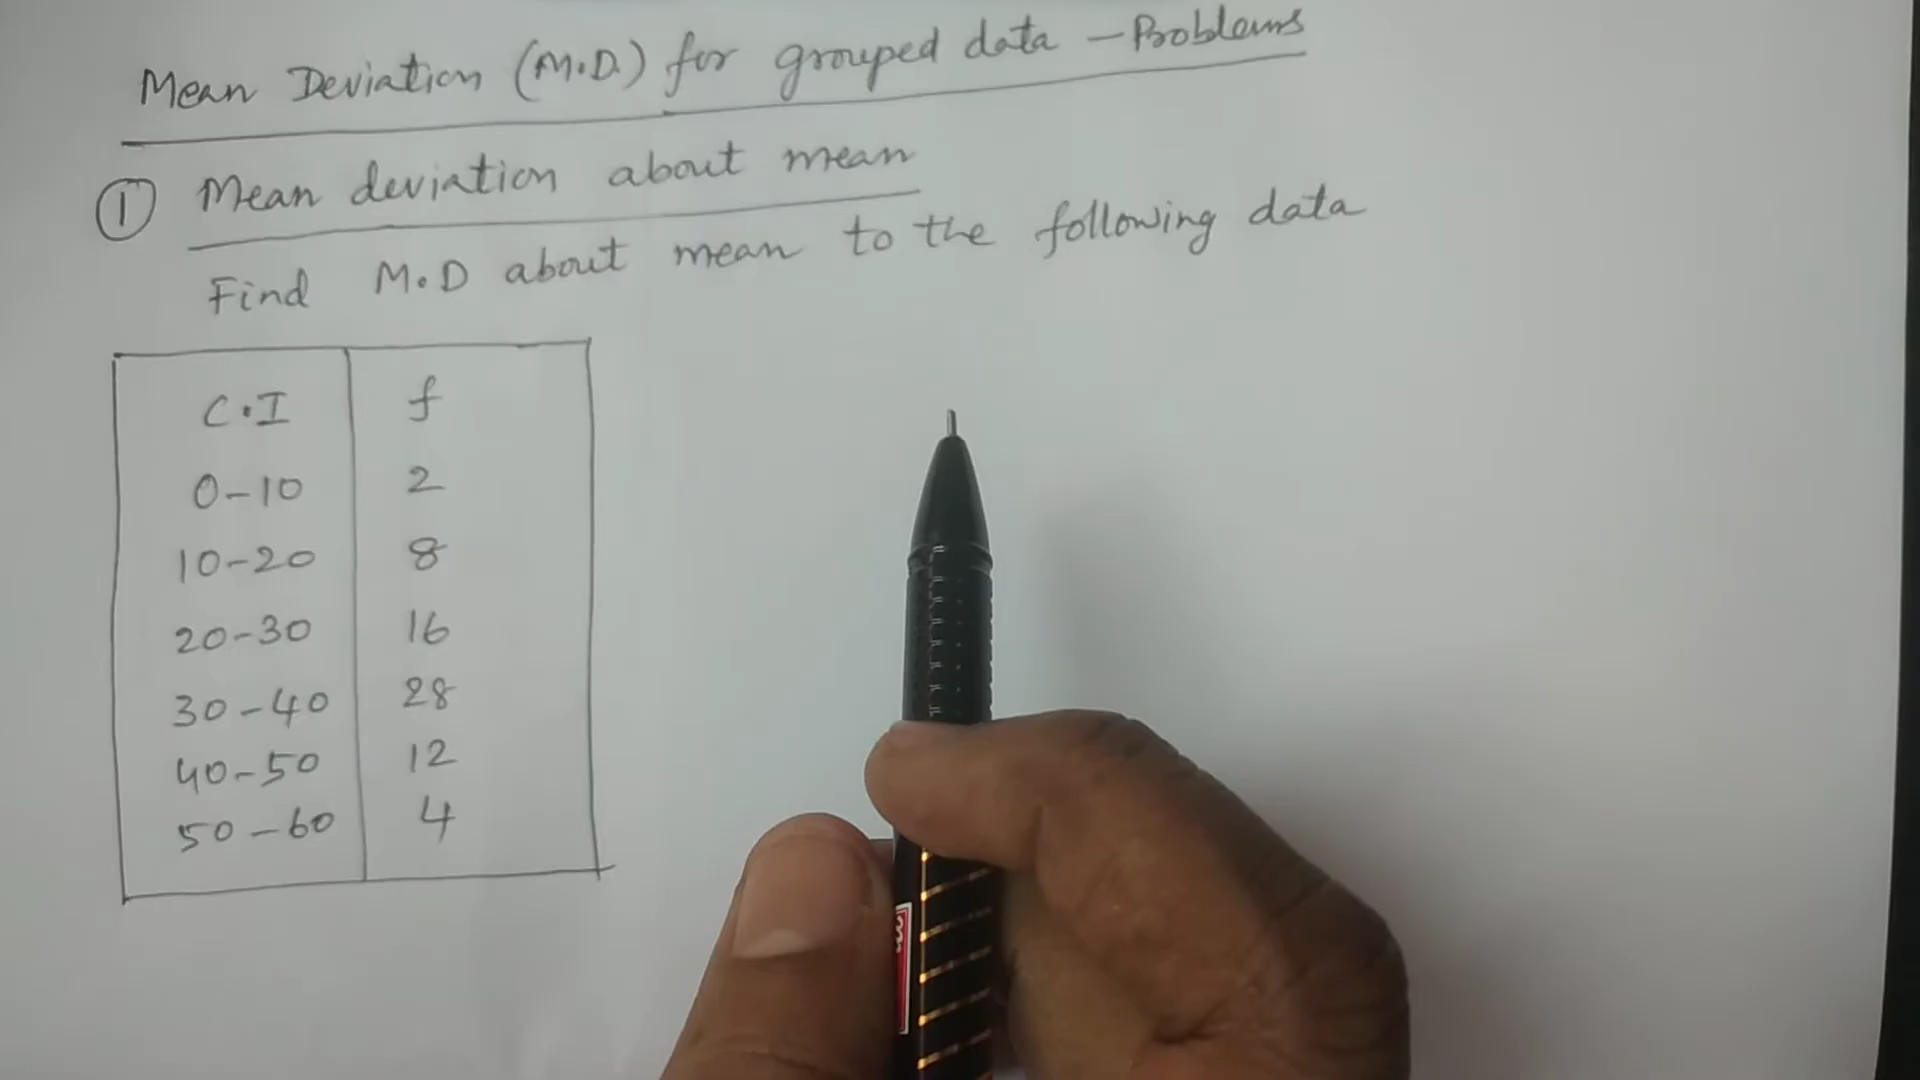 Mean Deviation (M.D.) for grouped data - Problems
① Mean deviation about mean
Find M.D about mean to the following data
C.I f
0-10 2
10-20 8
20-30 16
30-40 28
40-50 12
50-60 4